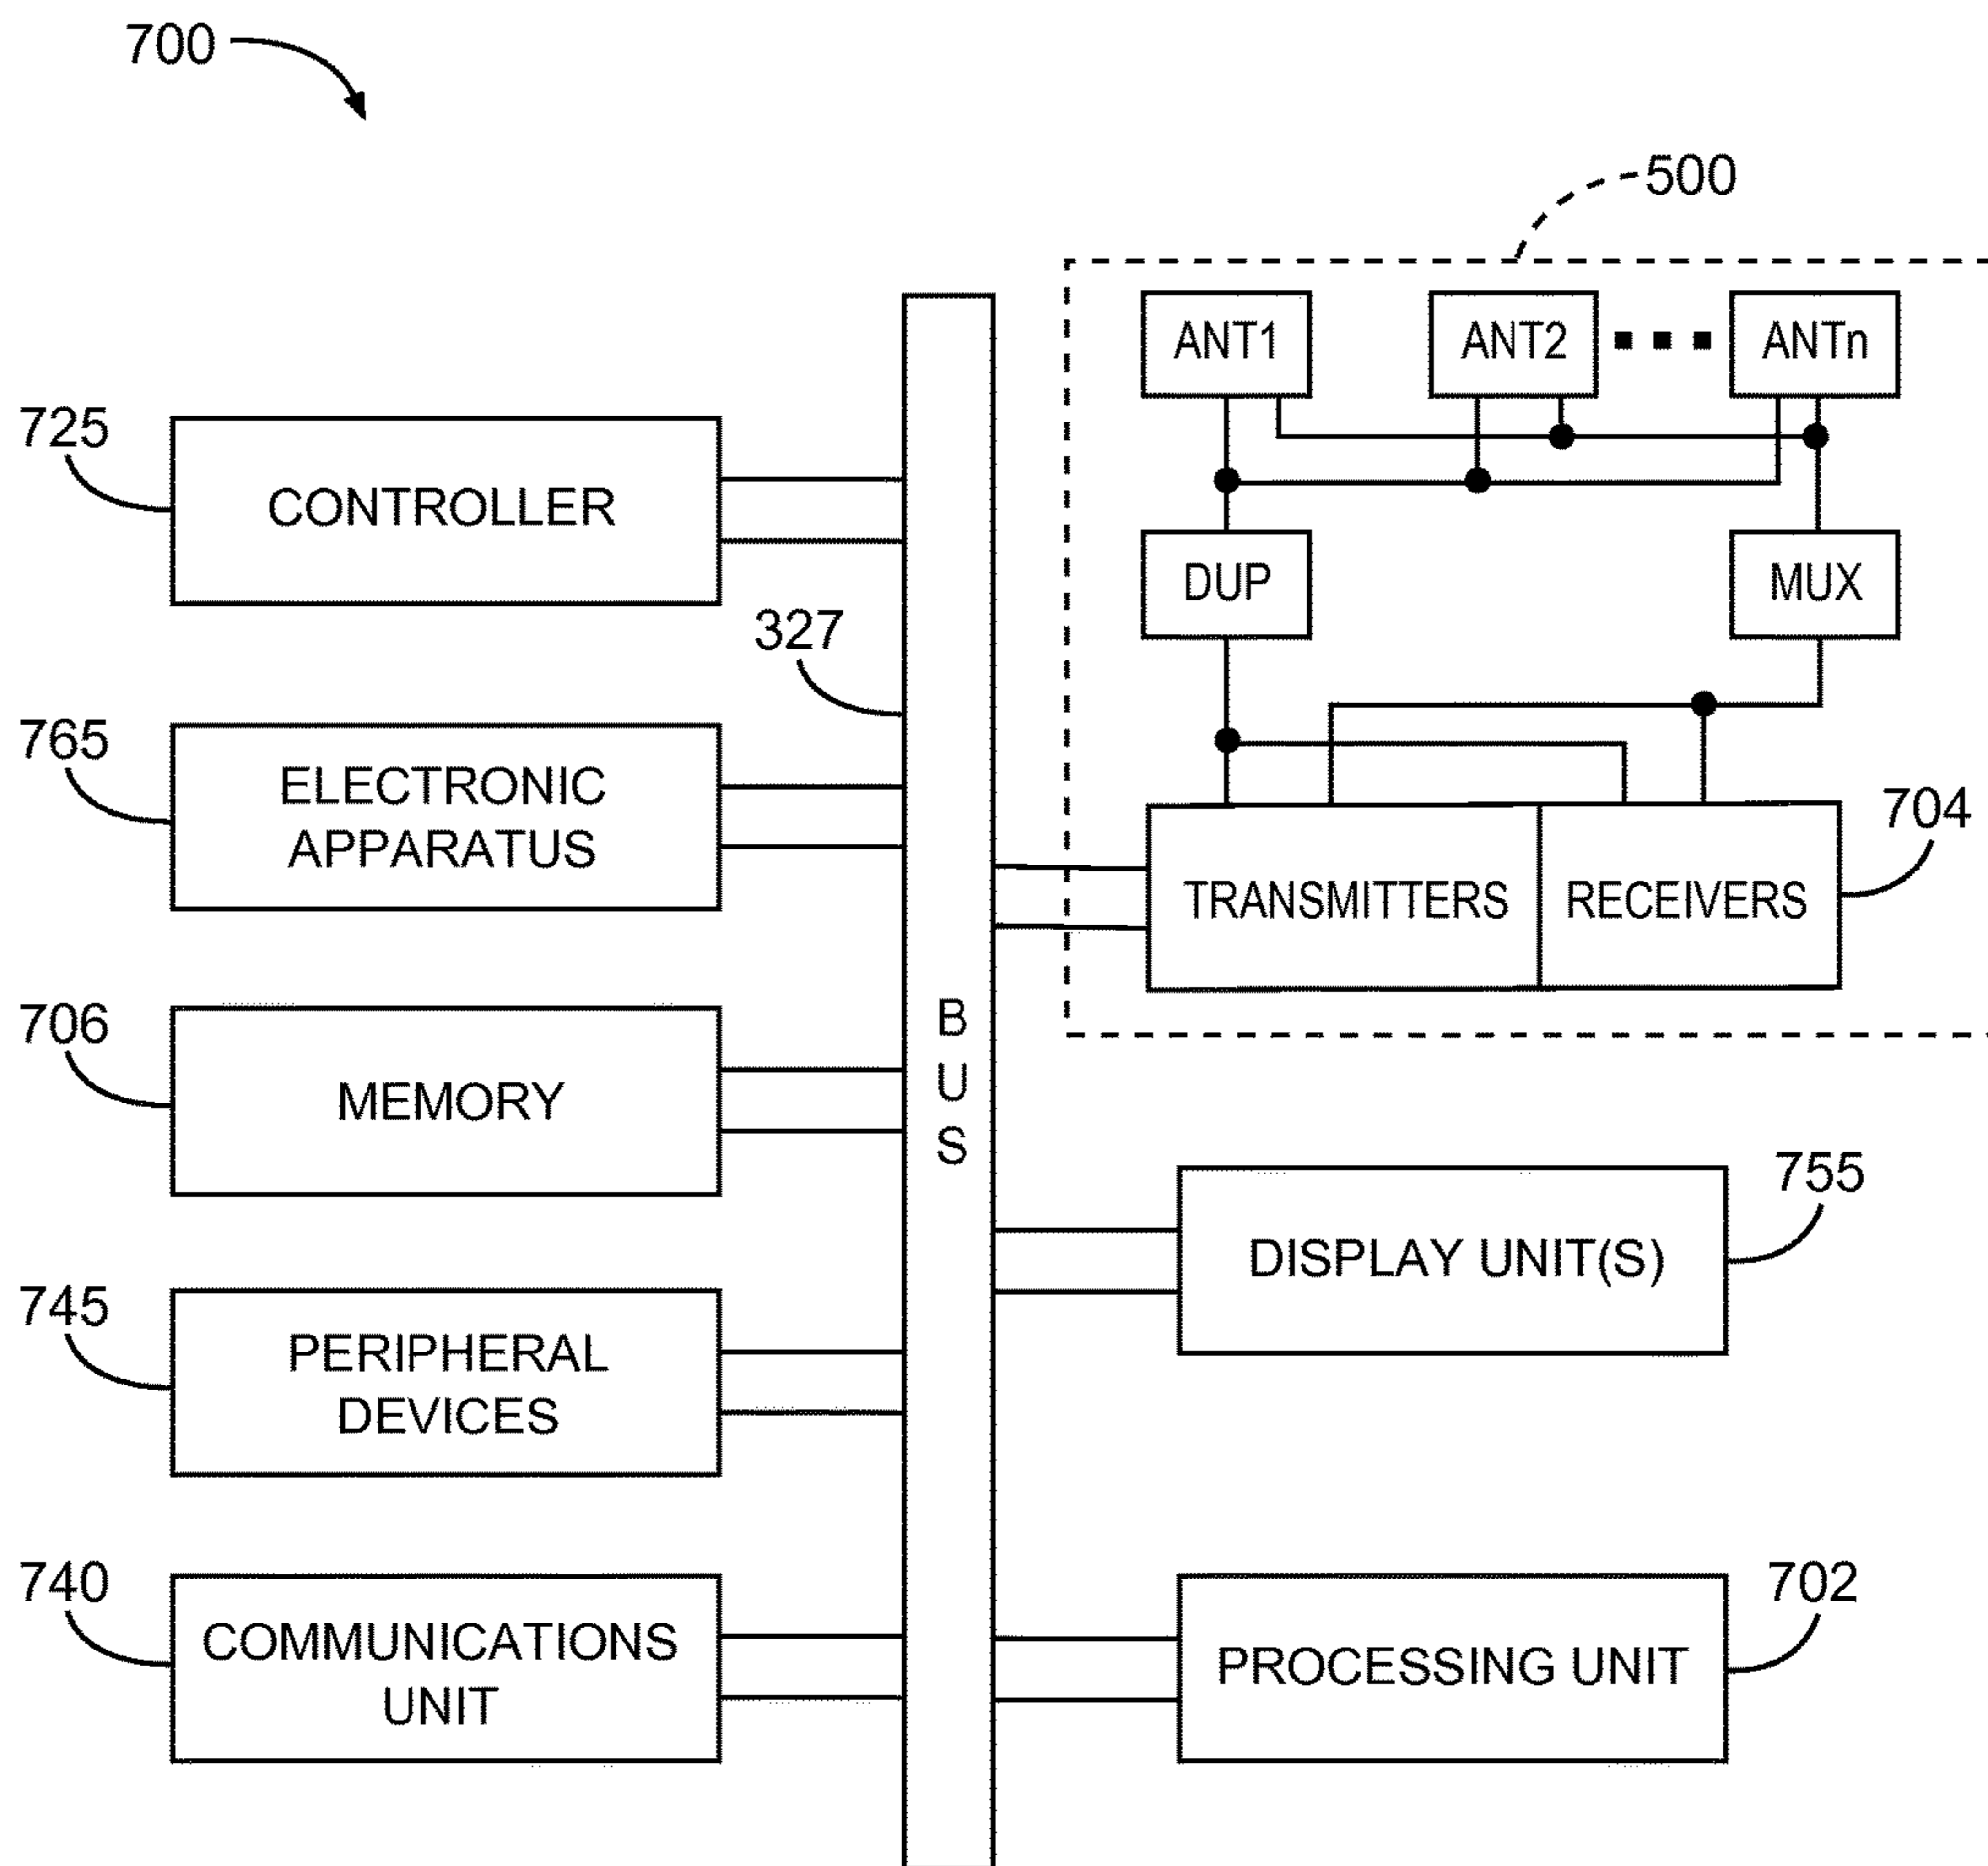 700
500
ANT1
ANT2
ANTn
725
CONTROLLER
DUP
MUX
327
765
ELECTRONIC
APPARATUS
704
TRANSMITTERS
RECEIVERS
706
MEMORY
B
U
S
755
DISPLAY UNIT(S)
745
PERIPHERAL
DEVICES
740
COMMUNICATIONS
UNIT
702
PROCESSING UNIT